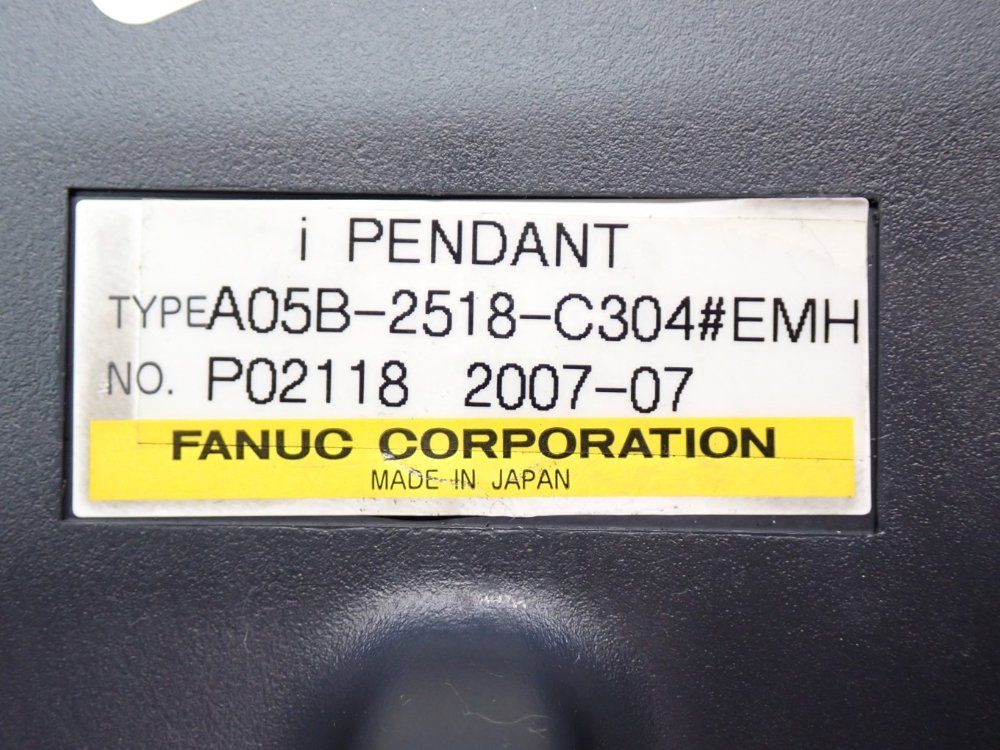 i PENDANT
TYPE A05B-2518-C304#EMH
NO. P02118 2007-07
FANUC CORPORATION
MADE IN JAPAN